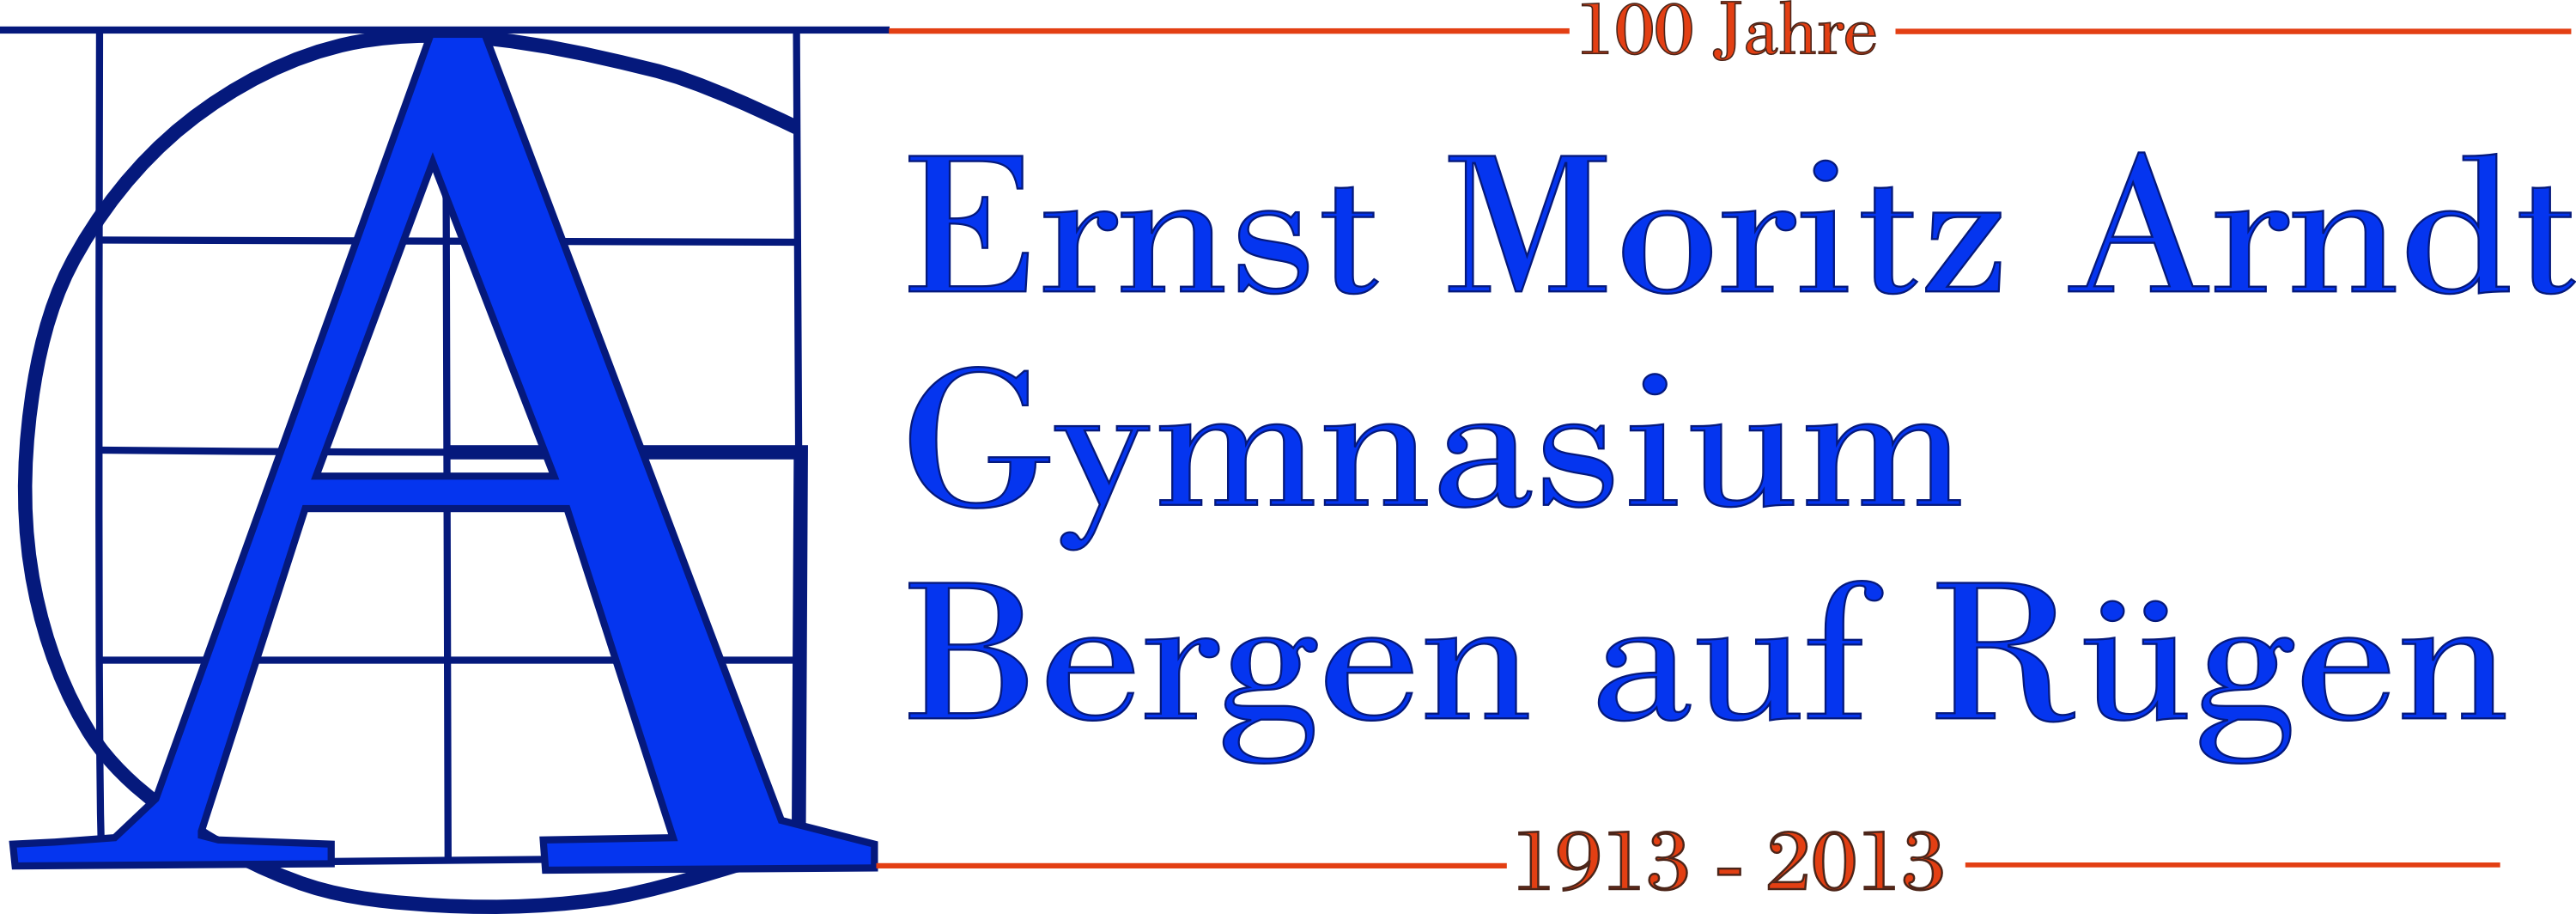 100 Jahre
Ernst Moritz Arndt
Gymnasium
Bergen auf Rügen
1913 - 2013